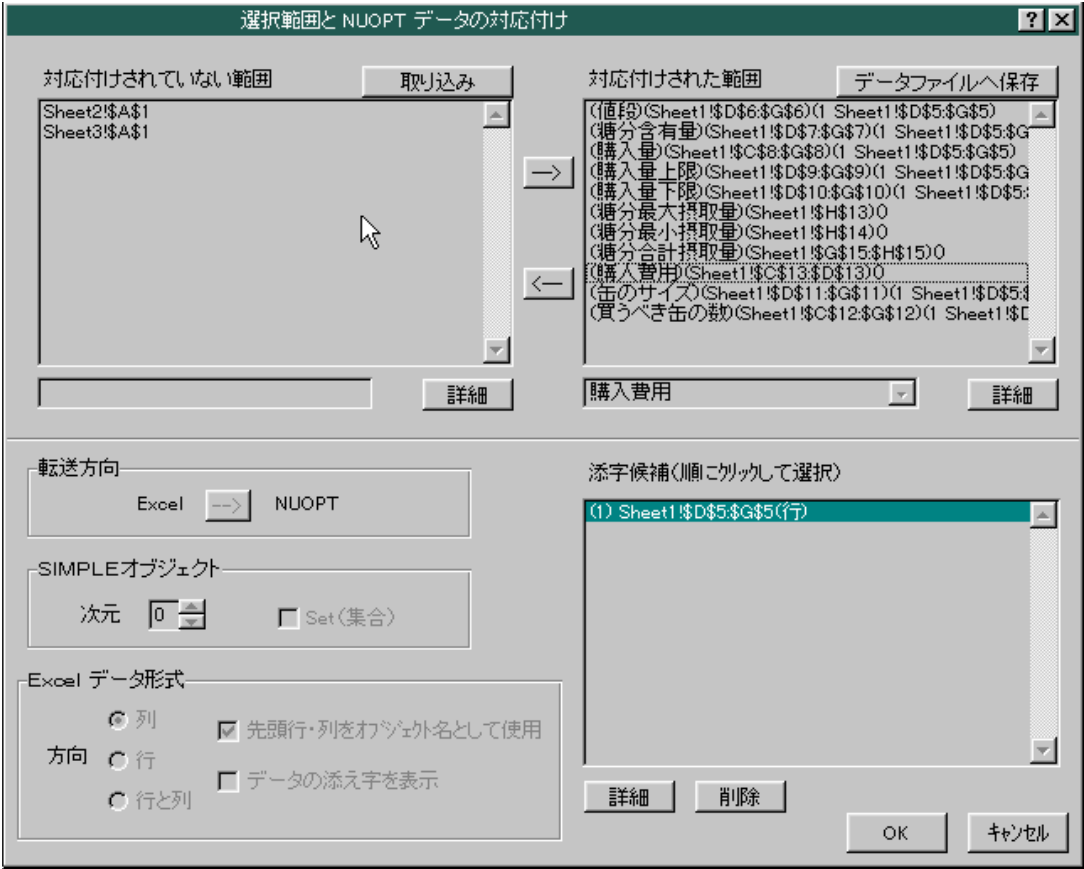 選択範囲と NUOPT データの対応付け
対応付けされていない範囲
取り込み
Sheet2!$A$1
Sheet3!$A$1
詳細
対応付けされた範囲
データファイルへ保存
(値段)(Sheet1!$D$6:$G$6)(1 Sheet1!$D$5:$G$5)
(糖分含有量)(Sheet1!$D$7:$G$7)(1 Sheet1!$D$5:$G
(購入量)(Sheet1!$C$8:$G$8)(1 Sheet1!$D$5:$G$5)
(購入量上限)(Sheet1!$D$9:$G$9)(1 Sheet1!$D$5:$G
(購入量下限)(Sheet1!$D$10:$G$10)(1 Sheet1!$D$5:
(糖分最大摂取量)(Sheet1!$H$13)()
(糖分最小摂取量)(Sheet1!$H$14)()
(糖分合計摂取量)(Sheet1!$G$15:$H$15)()
(購入費用)(Sheet1!$C$13:$D$13)()
(缶のサイズ)(Sheet1!$D$11:$G$11)(1 Sheet1!$D$5:$
(買うべき缶の数)(Sheet1!$C$12:$G$12)(1 Sheet1!$D
購入費用
詳細
-->
<--
転送方向
Excel --> NUOPT
SIMPLEオブジェクト
次元 0 Set(集合)
Excel データ形式
方向
列
行
行と列
先頭行・列をオブジェクト名として使用
データの添え字を表示
添字候補(順にクリックして選択)
(1) Sheet1!$D$5:$G$5(行)
詳細
削除
OK
キャンセル